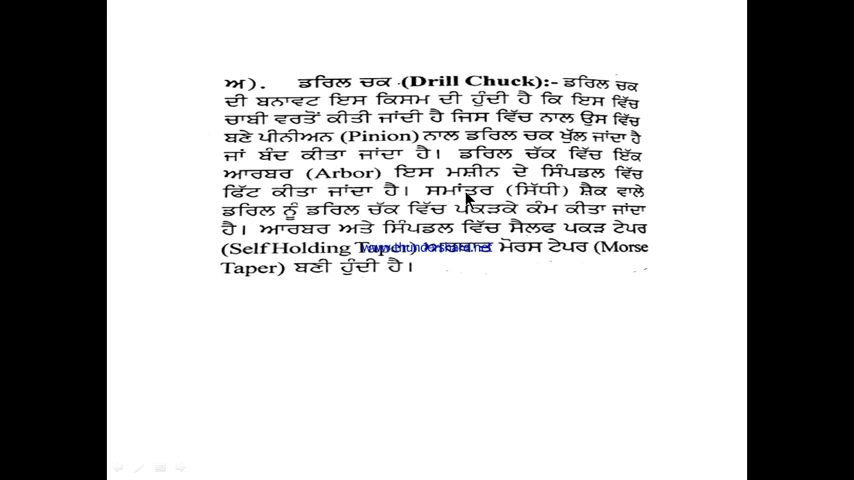 ਅ). ਡਰਿਲ ਚਕ (Drill Chuck):- ਡਰਿਲ ਚਕ
ਦੀ ਬਨਾਵਟ ਇਸ ਕਿਸਮ ਦੀ ਹੁੰਦੀ ਹੈ ਕਿ ਇਸ ਵਿੱਚ
ਚਾਬੀ ਵਰਤੋਂ ਕੀਤੀ ਜਾਂਦੀ ਹੈ ਜਿਸ ਵਿੱਚ ਨਾਲ ਉਸ ਵਿੱਚ
ਬਣੇ ਪੀਨੀਅਨ (Pinion) ਨਾਲ ਡਰਿਲ ਚਕ ਖੁੱਲ ਜਾਂਦਾ ਹੈ
ਜਾਂ ਬੰਦ ਕੀਤਾ ਜਾਂਦਾ ਹੈ। ਡਰਿਲ ਚੱਕ ਵਿੱਚ ਇੱਕ
ਆਰਬਰ (Arbor) ਇਸ ਮਸ਼ੀਨ ਦੇ ਸਿੰਪਡਲ ਵਿੱਚ
ਫਿੱਟ ਕੀਤਾ ਜਾਂਦਾ ਹੈ। ਸਮਾਂਤਰ (ਸਿੱਧੀ) ਸ਼ੈਕ ਵਾਲੇ
ਡਰਿਲ ਨੂੰ ਡਰਿਲ ਚੱਕ ਵਿੱਚ ਪਕੜਕੇ ਕੰਮ ਕੀਤਾ ਜਾਂਦਾ
ਹੈ। ਆਰਬਰ ਅਤੇ ਸਿੰਪਡਲ ਵਿੱਚ ਸੈਲਫ ਪਕੜ ਟੇਪਰ
(Self Holding Taper) ਮੋਰਸ ਟੇਪਰ (Morse
Taper) ਬਣੀ ਹੁੰਦੀ ਹੈ।